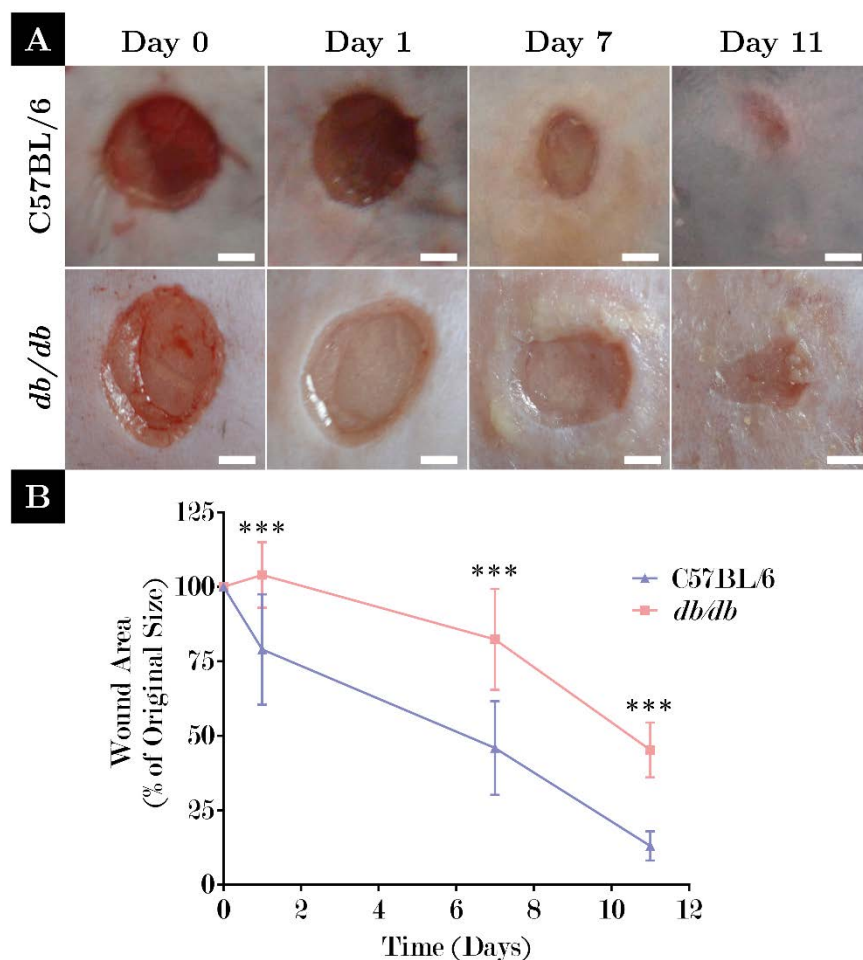 A
Day 0
Day 1
Day 7
Day 11
C57BL/6
db/db
B
125
100
75
50
25
0
Wound Area
(% of Original Size)
***
***
***
C57BL/6
db/db
0
2
4
6
8
10
12
Time (Days)